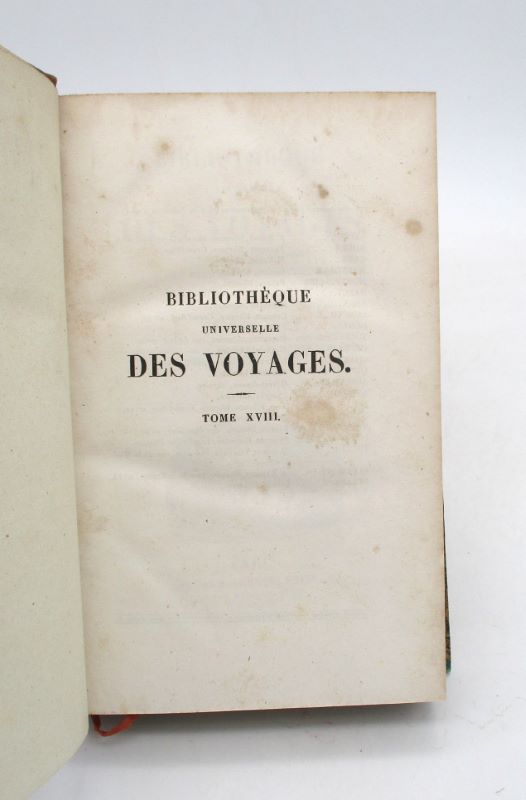 BIBLIOTHÈQUE
UNIVERSELLE
DES VOYAGES.
TOME XVIII.